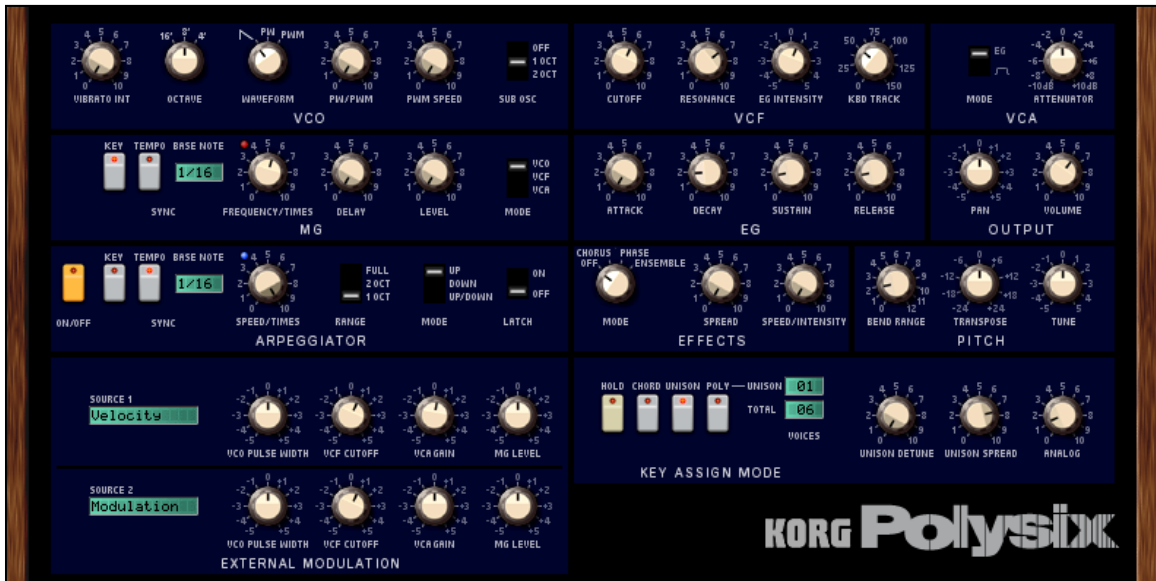 16' 8' 4'
PW PWM
OFF
1 OCT
2 OCT
VIBRATO INT OCTAVE WAVEFORM PW/PWM PWM SPEED SUB OSC
VCO
CUTOFF RESONANCE EG INTENSITY KBD TRACK
VCF
EG
MODE ATTENUATOR
VCA
KEY TEMPO BASE NOTE
1/16
SYNC FREQUENCY/TIMES DELAY LEVEL MODE
VCO
VCF
VCA
MG
ATTACK DECAY SUSTAIN RELEASE
EG
PAN VOLUME
OUTPUT
KEY TEMPO BASE NOTE
1/16
ON/OFF SYNC SPEED/TIMES RANGE MODE LATCH
FULL
2 OCT
1 OCT
UP
DOWN
UP/DOWN
ON
OFF
ARPEGGIATOR
CHORUS PHASE
OFF ENSEMBLE
MODE SPREAD SPEED/INTENSITY
EFFECTS
BEND RANGE TRANSPOSE TUNE
PITCH
SOURCE 1
Velocity
VCO PULSE WIDTH VCF CUTOFF VCA GAIN MG LEVEL
SOURCE 2
Modulation
VCO PULSE WIDTH VCF CUTOFF VCA GAIN MG LEVEL
EXTERNAL MODULATION
HOLD CHORD UNISON POLY UNISON 01
TOTAL 06
VOICES
UNISON DETUNE UNISON SPREAD ANALOG
KEY ASSIGN MODE
KORG Polysix